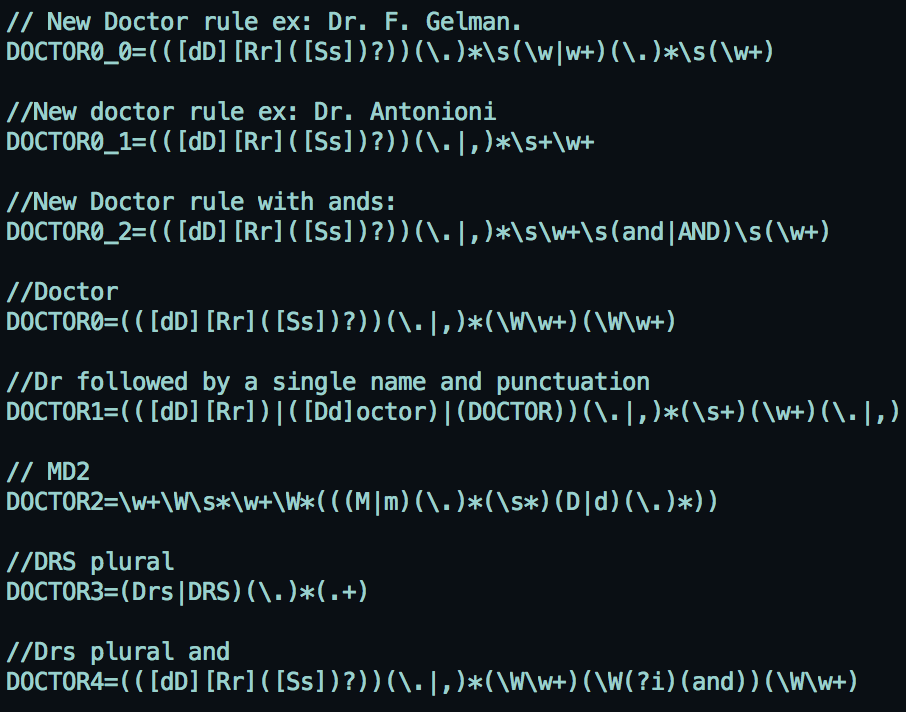 // New Doctor rule ex: Dr. F. Gelman.
DOCTOR0_0=(([dD][Rr]([Ss])?))(\.)*\s(\w|w+)(\.)*\s(\w+)
//New doctor rule ex: Dr. Antonioni
DOCTOR0_1=(([dD][Rr]([Ss])?))(\.|,)*\s+\w+
//New Doctor rule with ands:
DOCTOR0_2=(([dD][Rr]([Ss])?))(\.|,)*\s\w+\s(and|AND)\s(\w+)
//Doctor
DOCTOR0=(([dD][Rr]([Ss])?))(\.|,)*(\W\w+)(\W\w+)
//Dr followed by a single name and punctuation
DOCTOR1=(([dD][Rr])|([Dd]octor)|(DOCTOR))(\.|,)*(\s+)(\w+)(\.|,)
// MD2
DOCTOR2=\w+\W\s*\w+\W*(((M|m)(\.)*(\s*)(D|d)(\.)*))
//DRS plural
DOCTOR3=(Drs|DRS)(\.)*(.+)
//Drs plural and
DOCTOR4=(([dD][Rr]([Ss])?))(\.|,)*(\W\w+)(\W(?i)(and))(\W\w+)